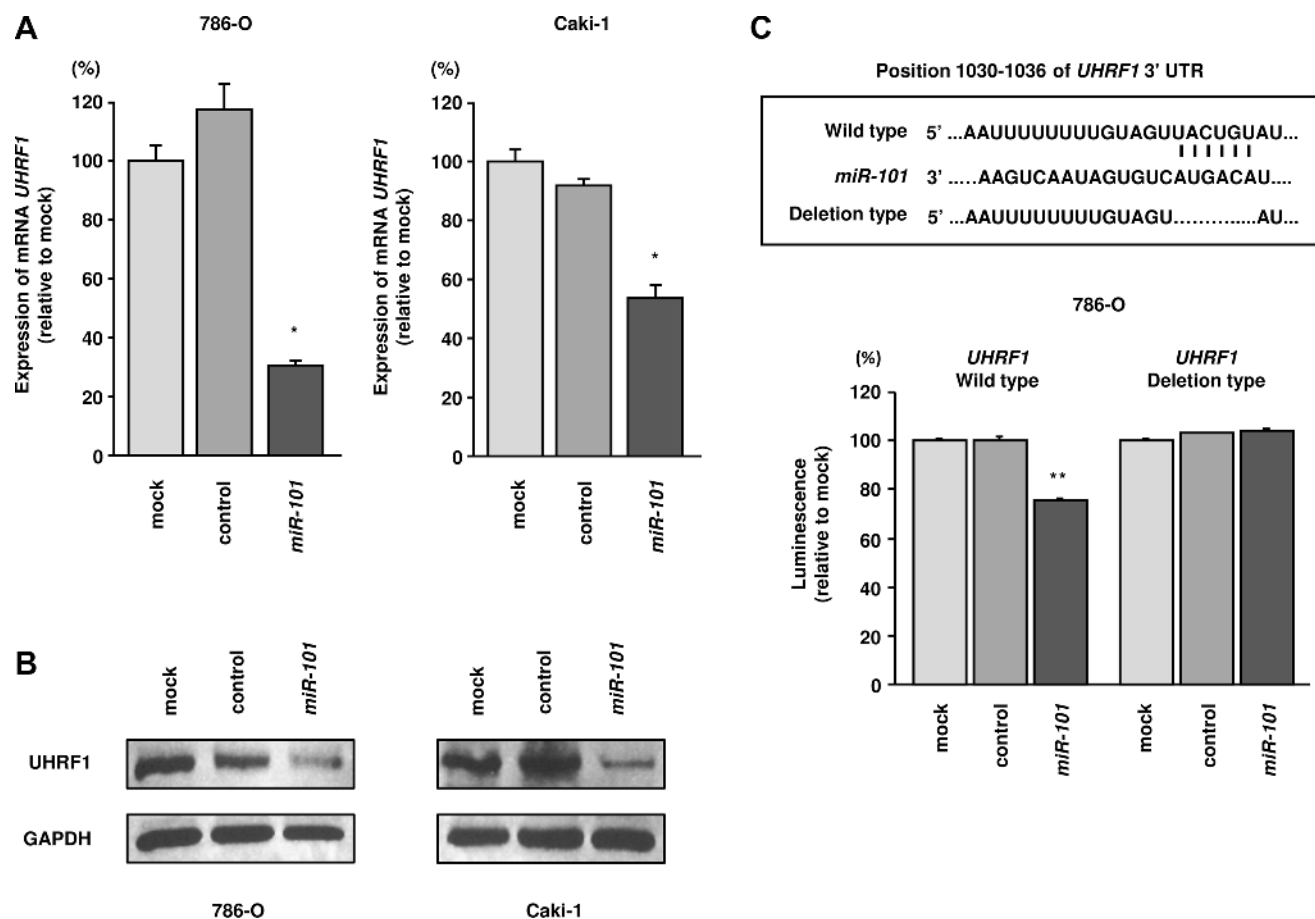 A
786-O
(%)
120
100
80
60
40
20
0
Expression of mRNA UHRF1
(relative to mock)
*
mock
control
miR-101
Caki-1
(%)
120
100
80
60
40
20
0
Expression of mRNA UHRF1
(relative to mock)
*
mock
control
miR-101
B
mock
control
miR-101
mock
control
miR-101
UHRF1
GAPDH
786-O
Caki-1
C
Position 1030-1036 of UHRF1 3' UTR
Wild type 5' ...AAUUUUUUUUGUAGUUACUGUAU...
miR-101 3' .....AAGUCAAUAGUGUCAUGACAU....
Deletion type 5' ...AAUUUUUUUUGUAGU.............AU...
786-O
(%)
UHRF1
Wild type
UHRF1
Deletion type
120
100
80
60
40
20
0
Luminescence
(relative to mock)
**
mock
control
miR-101
mock
control
miR-101